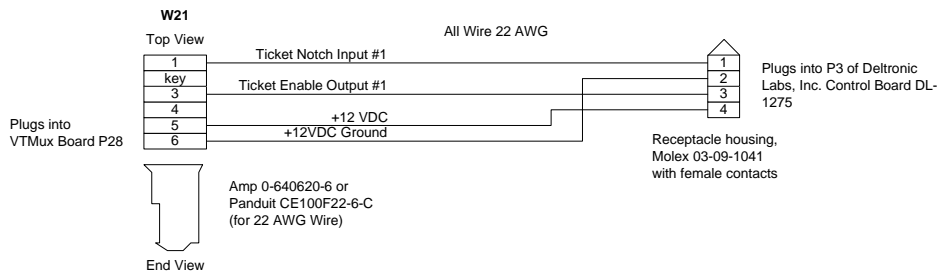 W21
Top View
All Wire 22 AWG
1
key
3
4
5
6
Ticket Notch Input #1
Ticket Enable Output #1
+12 VDC
+12VDC Ground
Plugs into
VTMux Board P28
1
2
3
4
Plugs into P3 of Deltronic
Labs, Inc. Control Board DL-
1275
Receptacle housing,
Molex 03-09-1041
with female contacts
Amp 0-640620-6 or
Panduit CE100F22-6-C
(for 22 AWG Wire)
End View